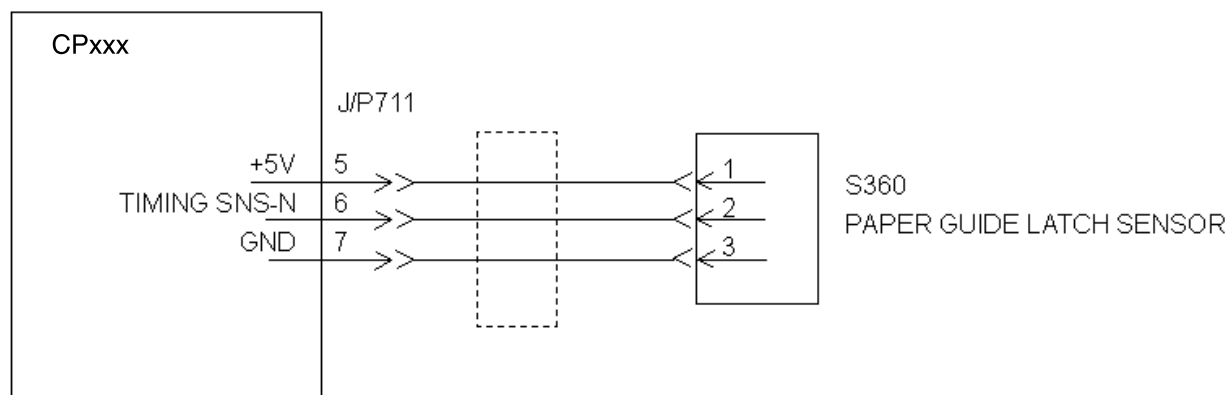 CPxxx
J/P711
+5V 5 1
TIMING SNS-N 6 2
GND 7 3
S360
PAPER GUIDE LATCH SENSOR